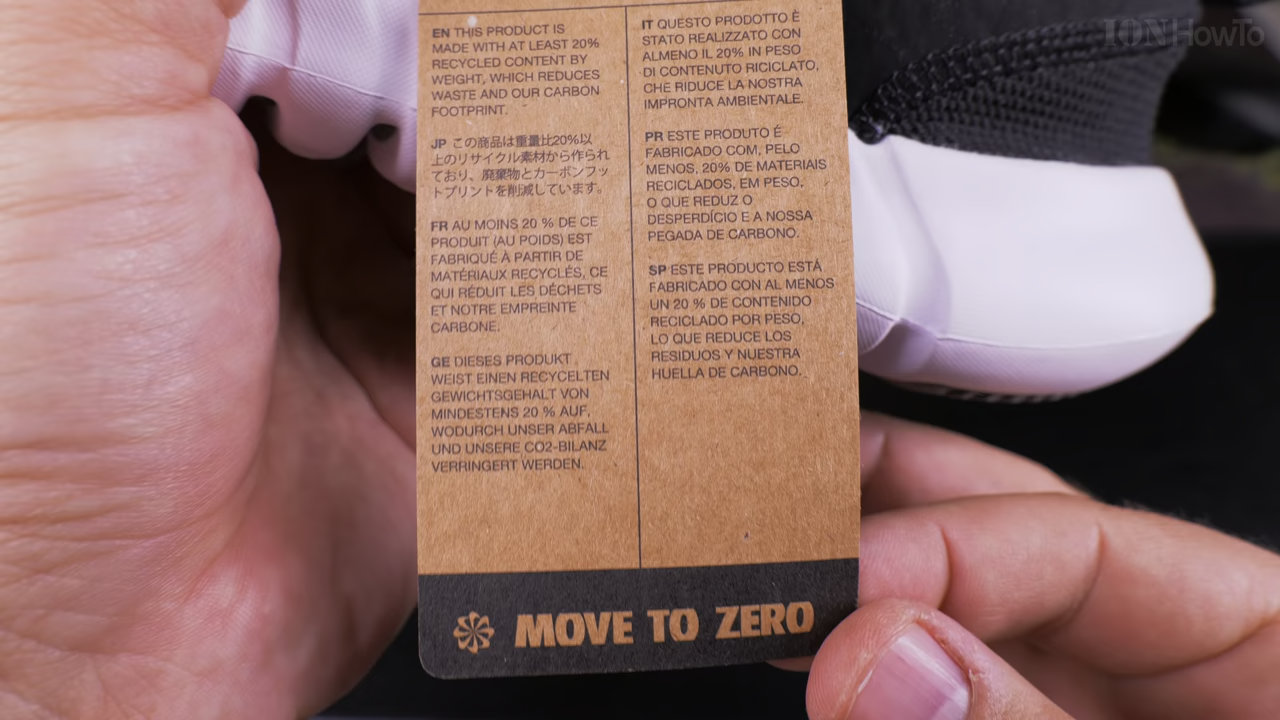 EN THIS PRODUCT IS
MADE WITH AT LEAST 20%
RECYCLED CONTENT BY
WEIGHT, WHICH REDUCES
WASTE AND OUR CARBON
FOOTPRINT.
JP この商品は重量比20%以
上のリサイクル素材から作られ
ており、廃棄物とカーボンフッ
トプリントを削減しています。
FR AU MOINS 20 % DE CE
PRODUIT (AU POIDS) EST
FABRIQUÉ À PARTIR DE
MATÉRIAUX RECYCLÉS, CE
QUI RÉDUIT LES DÉCHETS
ET NOTRE EMPREINTE
CARBONE.
GE DIESES PRODUKT
WEIST EINEN RECYCELTEN
GEWICHTSGEHALT VON
MINDESTENS 20 % AUF,
WODURCH UNSER ABFALL
UND UNSERE CO2-BILANZ
VERRINGERT WERDEN.
IT QUESTO PRODOTTO È
STATO REALIZZATO CON
ALMENO IL 20% IN PESO
DI CONTENUTO RICICLATO,
CHE RIDUCE LA NOSTRA
IMPRONTA AMBIENTALE.
PR ESTE PRODUTO É
FABRICADO COM, PELO
MENOS, 20% DE MATERIAIS
RECICLADOS, EM PESO,
O QUE REDUZ O
DESPERDÍCIO E A NOSSA
PEGADA DE CARBONO.
SP ESTE PRODUCTO ESTÁ
FABRICADO CON AL MENOS
UN 20 % DE CONTENIDO
RECICLADO POR PESO,
LO QUE REDUCE LOS
RESIDUOS Y NUESTRA
HUELLA DE CARBONO.
MOVE TO ZERO
IONHowTo